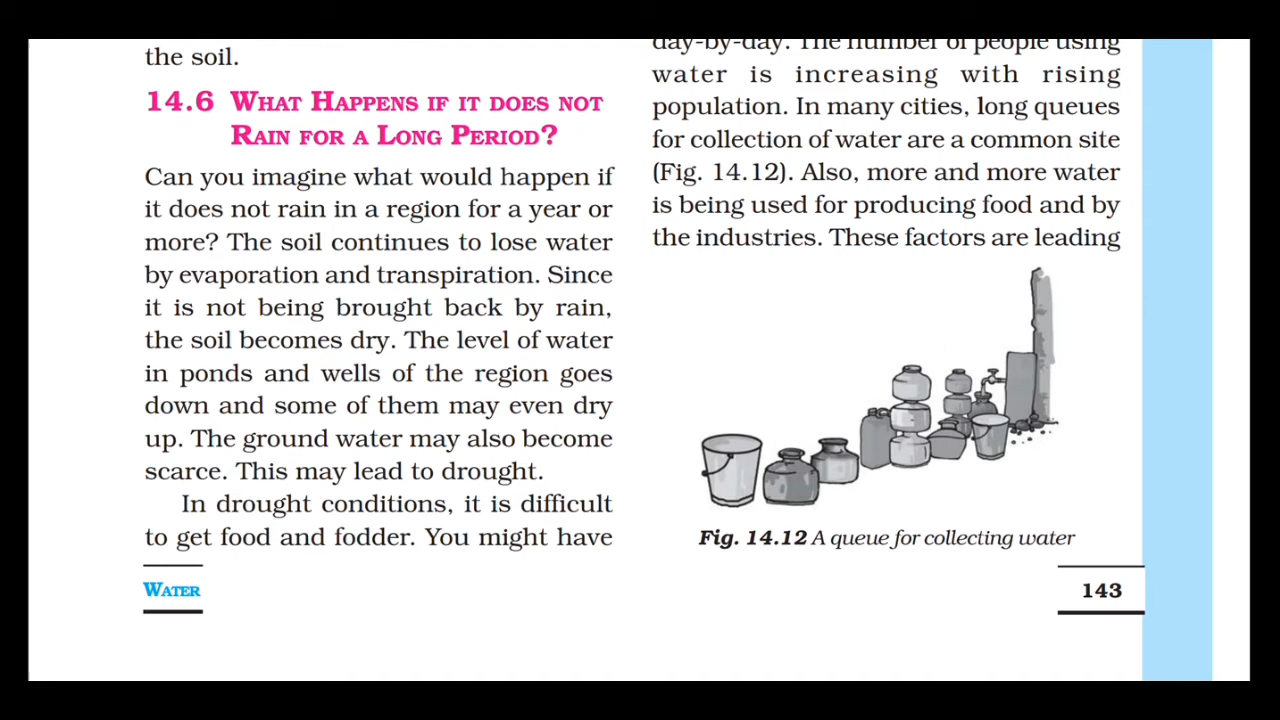 the soil.
14.6 WHAT HAPPENS IF IT DOES NOT
RAIN FOR A LONG PERIOD?
Can you imagine what would happen if
it does not rain in a region for a year or
more? The soil continues to lose water
by evaporation and transpiration. Since
it is not being brought back by rain,
the soil becomes dry. The level of water
in ponds and wells of the region goes
down and some of them may even dry
up. The ground water may also become
scarce. This may lead to drought.
In drought conditions, it is difficult
to get food and fodder. You might have
day-by-day. The number of people using
water is increasing with rising
population. In many cities, long queues
for collection of water are a common site
(Fig. 14.12). Also, more and more water
is being used for producing food and by
the industries. These factors are leading
Fig. 14.12 A queue for collecting water
WATER
143